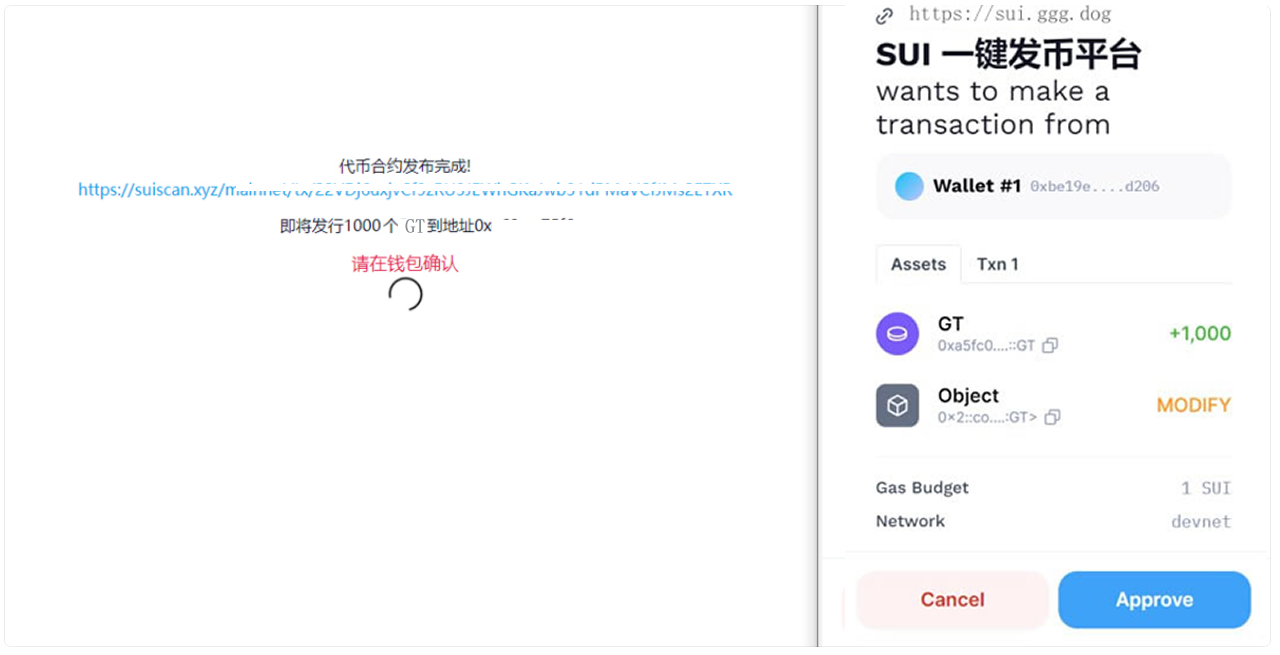 代币合约发布完成!
https://suiscan.xyz/mainnet/tx/
即将发行1000个 GT到地址0x
请在钱包确认
https://sui.ggg.dog
SUI 一键发币平台
wants to make a
transaction from
Wallet #1 0xbe19e....d206
Assets Txn 1
GT
+1,000
0xa5fc0....::GT
Object
MODIFY
0×2::co....:GT>
Gas Budget 1 SUI
Network devnet
Cancel Approve